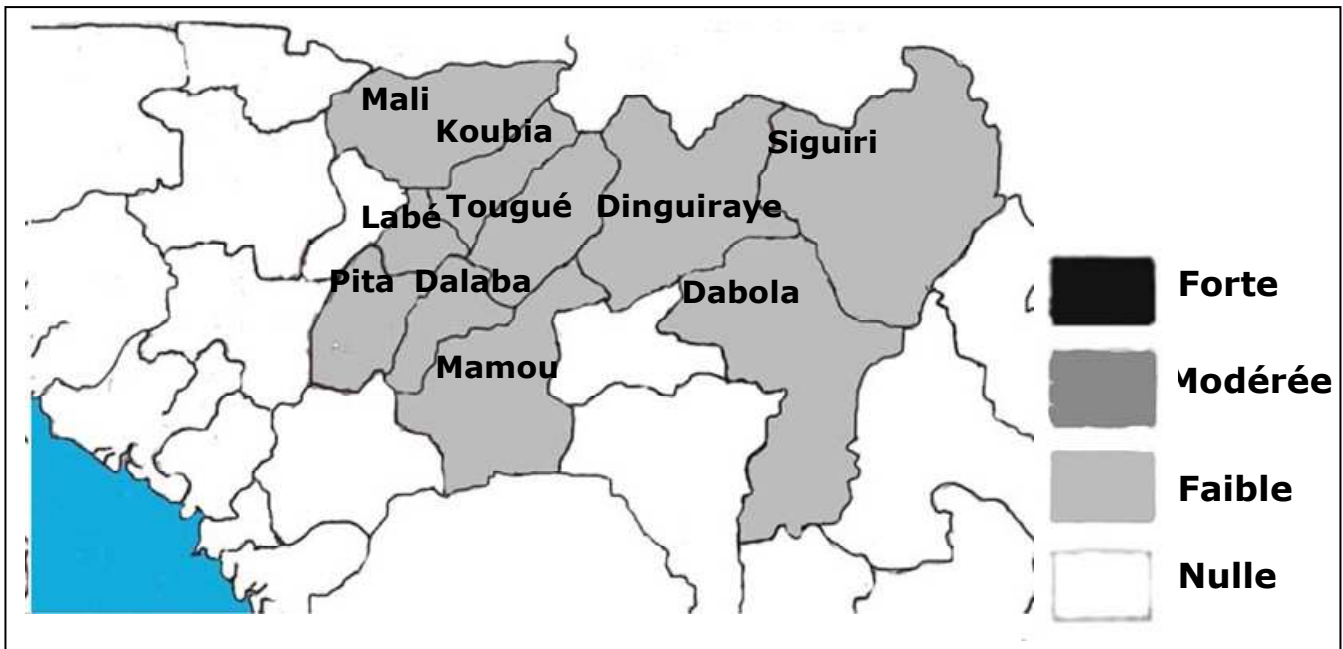 Mali
Koubia
Siguiri
Labé
Tougué
Dinguiraye
Pita
Dalaba
Dabola
Mamou
Forte
Modérée
Faible
Nulle